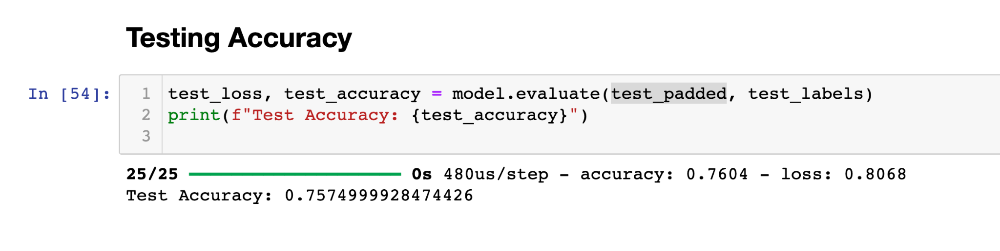 Testing Accuracy
In [54]:
1 test_loss, test_accuracy = model.evaluate(test_padded, test_labels)
2 print(f"Test Accuracy: {test_accuracy}")
3
25/25 ━━━━━━━━━━━━━━━━━━━━ 0s 480us/step - accuracy: 0.7604 - loss: 0.8068
Test Accuracy: 0.7574999928474426